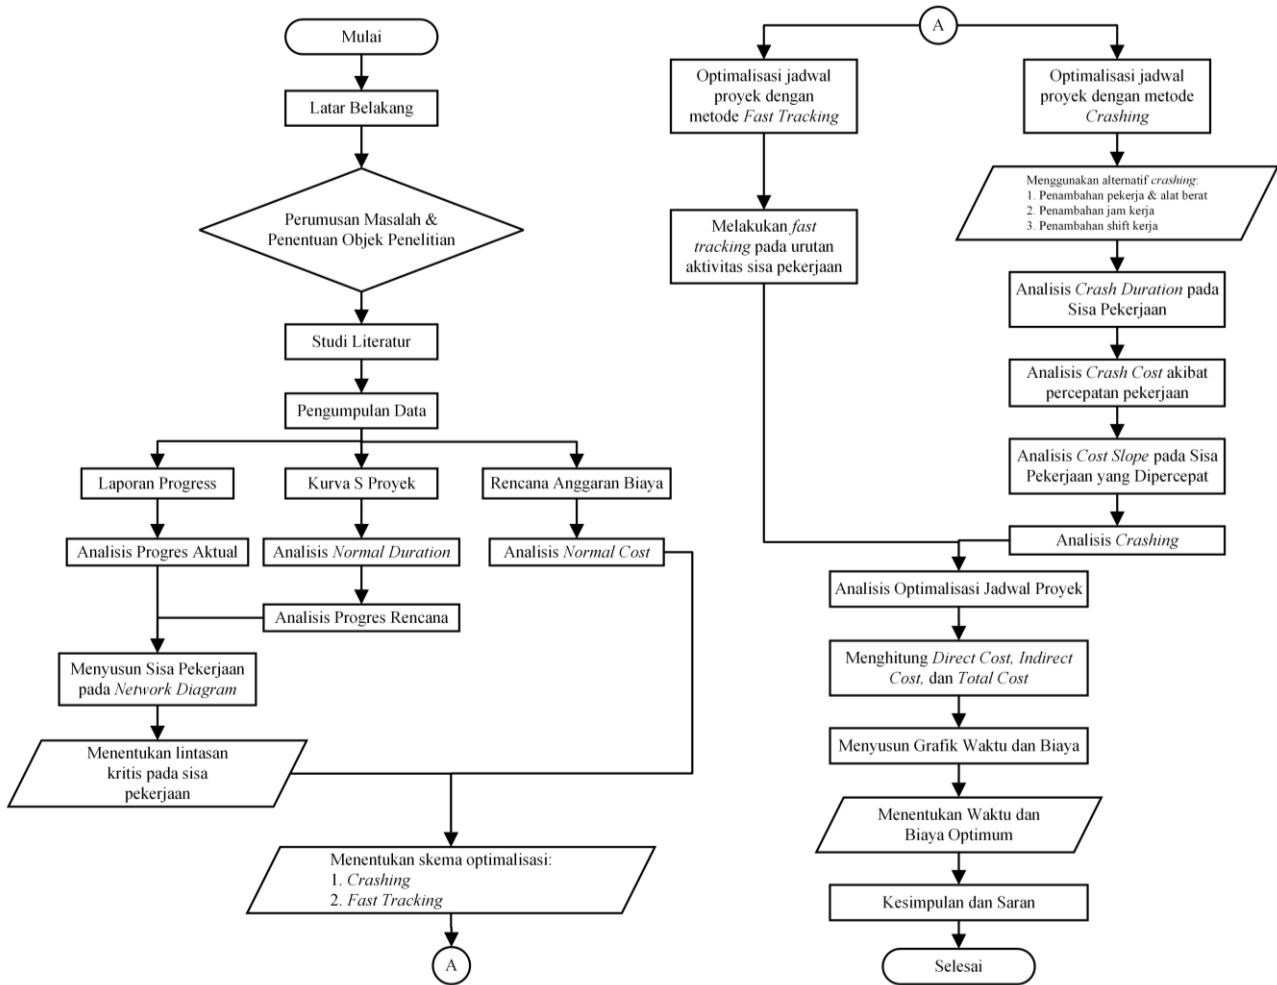 Mulai
Latar Belakang
Perumusan Masalah &
Penentuan Objek Penelitian
Studi Literatur
Pengumpulan Data
Laporan Progress
Kurva S Proyek
Rencana Anggaran Biaya
Analisis Progres Aktual
Analisis Normal Duration
Analisis Normal Cost
Analisis Progres Rencana
Menyusun Sisa Pekerjaan
pada Network Diagram
Menentukan lintasan
kritis pada sisa
pekerjaan
Menentukan skema optimalisasi:
1. Crashing
2. Fast Tracking
A
A
Optimalisasi jadwal
proyek dengan
metode Fast Tracking
Melakukan fast
tracking pada urutan
aktivitas sisa pekerjaan
Optimalisasi jadwal
proyek dengan metode
Crashing
Menggunakan alternatif crashing:
1. Penambahan pekerja & alat berat
2. Penambahan jam kerja
3. Penambahan shift kerja
Analisis Crash Duration pada
Sisa Pekerjaan
Analisis Crash Cost akibat
percepatan pekerjaan
Analisis Cost Slope pada Sisa
Pekerjaan yang Dipercepat
Analisis Crashing
Analisis Optimalisasi Jadwal Proyek
Menghitung Direct Cost, Indirect
Cost, dan Total Cost
Menyusun Grafik Waktu dan Biaya
Menentukan Waktu dan
Biaya Optimum
Kesimpulan dan Saran
Selesai